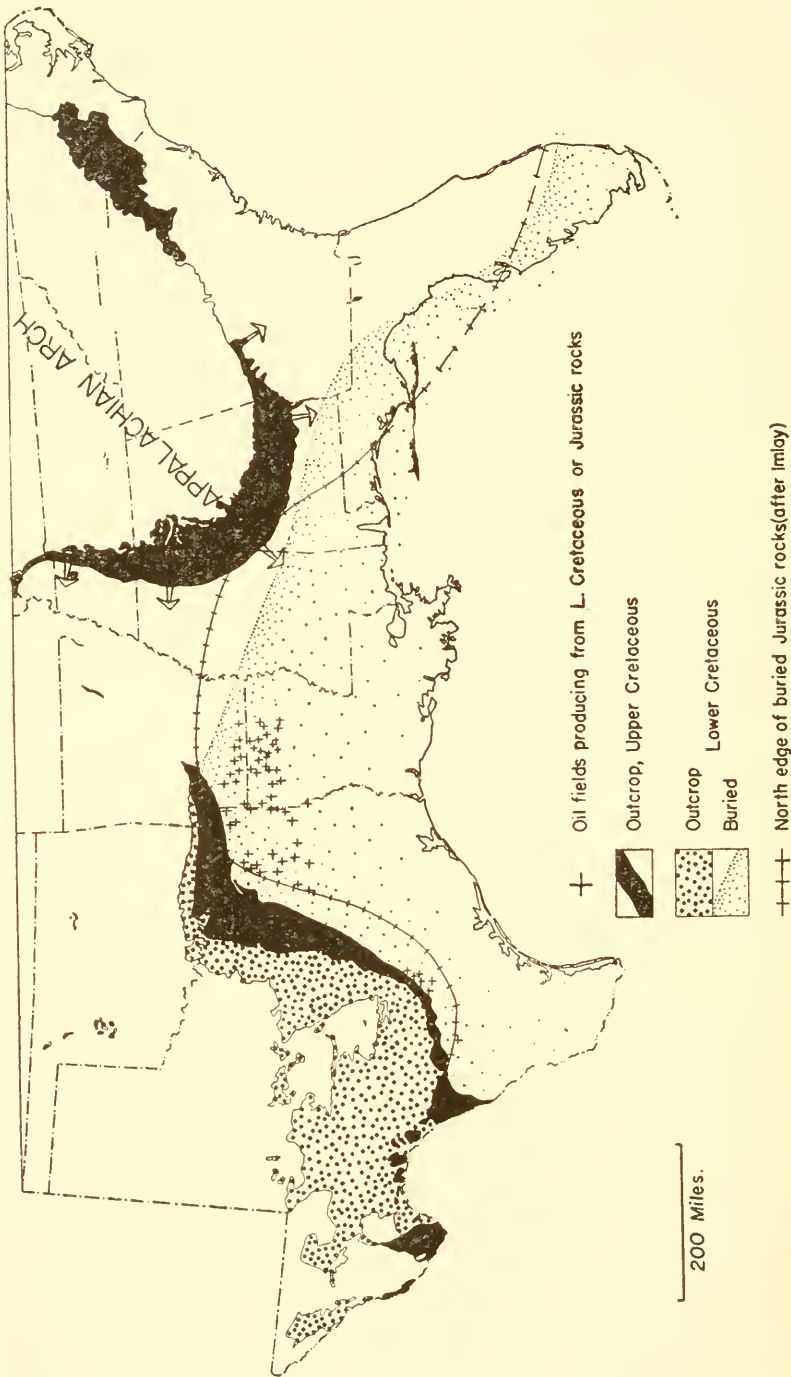 APPALACHIAN ARCH
+ Oil fields producing from L. Cretaceous or Jurassic rocks
Outcrop, Upper Cretaceous
Outcrop
Lower Cretaceous
Buried
North edge of buried Jurassic rocks(after Imlay)
200 Miles.